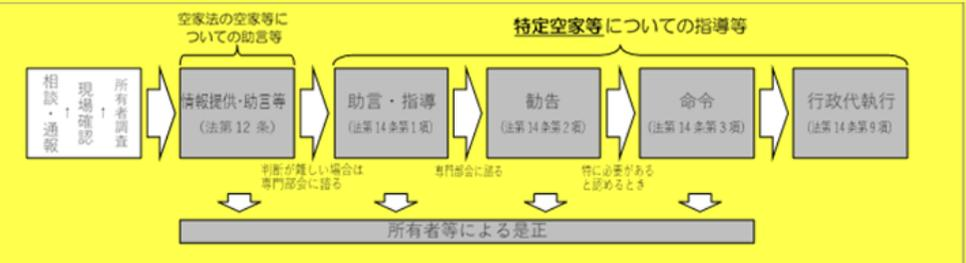 空家法の空家等に
ついての助言等
特定空家等についての指導等
相談・通報
↓
現場確認
↓
所有者調査
情報提供・助言等
(法第12条)
助言・指導
(法第14条第1項)
勧告
(法第14条第2項)
命令
(法第14条第3項)
行政代執行
(法第14条第9項)
判断が難しい場合は
専門部会に諮る
専門部会に諮る
特に必要がある
と認めるとき
所有者等による是正